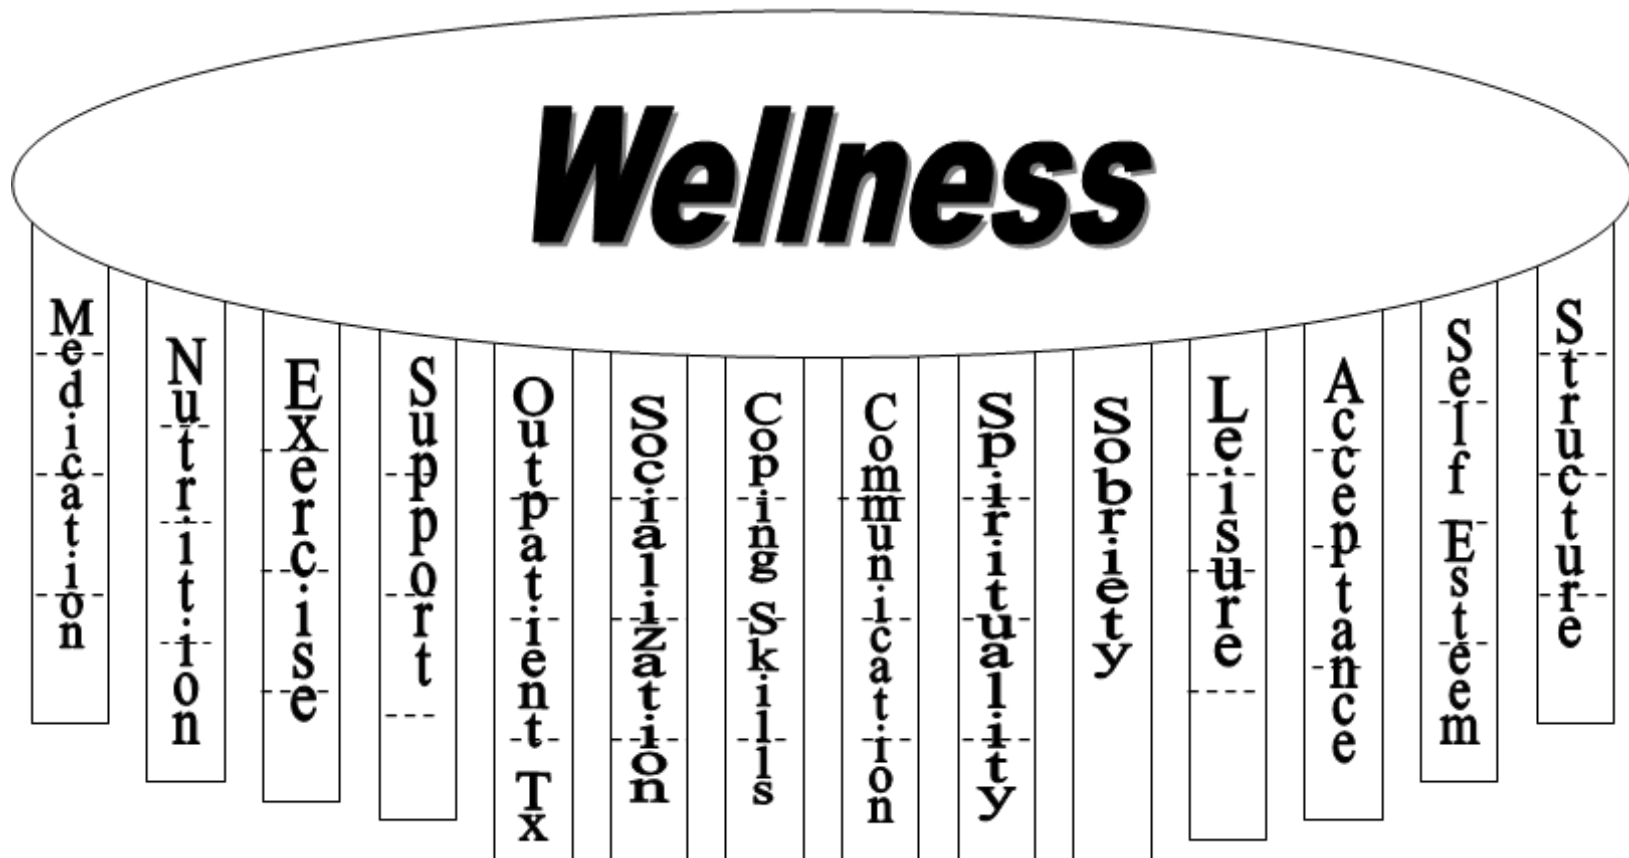 Wellness
Medication
Nutrition
Exercise
Support
Outpatient Tx
Socialization
Coping Skills
Communication
Spirituality
Sobriety
Leisure
Acceptance
Self Esteem
Structure